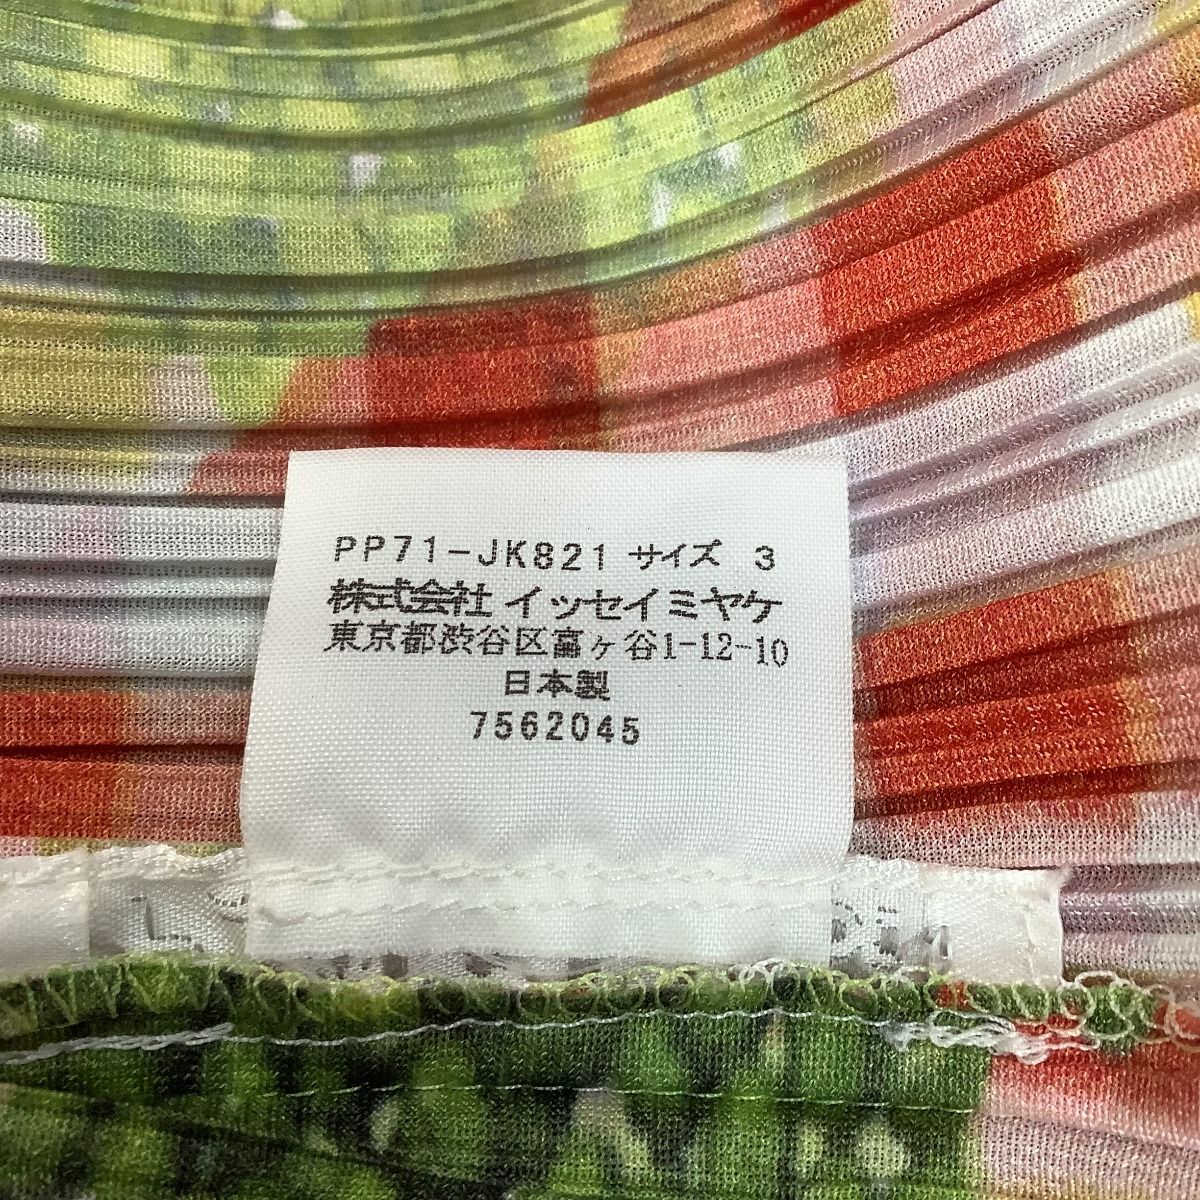 PP71-JK821 サイズ 3
株式会社 イッセイミヤケ
東京都渋谷区富ヶ谷1-12-10
日本製
7562045